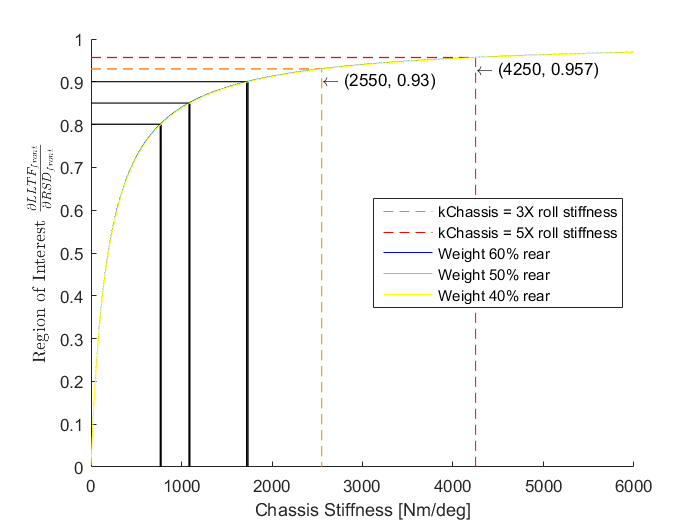 1
0.9
0.8
0.7
0.6
0.5
0.4
0.3
0.2
0.1
0
Region of Interest ∂LLTF_front / ∂RSD_front
(2550, 0.93)
(4250, 0.957)
kChassis = 3X roll stiffness
kChassis = 5X roll stiffness
Weight 60% rear
Weight 50% rear
Weight 40% rear
0 1000 2000 3000 4000 5000 6000
Chassis Stiffness [Nm/deg]